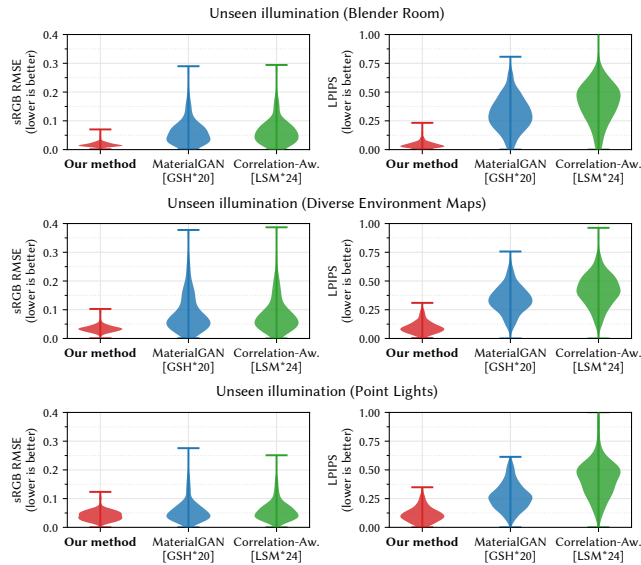 Unseen illumination (Blender Room)
sRGB RMSE
(lower is better)
0.4
0.3
0.2
0.1
0.0
Our method
MaterialGAN
[GSH*20]
Correlation-Aw.
[LSM*24]
LPIPS
(lower is better)
1.00
0.75
0.50
0.25
0.00
Our method
MaterialGAN
[GSH*20]
Correlation-Aw.
[LSM*24]
Unseen illumination (Diverse Environment Maps)
sRGB RMSE
(lower is better)
0.4
0.3
0.2
0.1
0.0
Our method
MaterialGAN
[GSH*20]
Correlation-Aw.
[LSM*24]
LPIPS
(lower is better)
1.00
0.75
0.50
0.25
0.00
Our method
MaterialGAN
[GSH*20]
Correlation-Aw.
[LSM*24]
Unseen illumination (Point Lights)
sRGB RMSE
(lower is better)
0.4
0.3
0.2
0.1
0.0
Our method
MaterialGAN
[GSH*20]
Correlation-Aw.
[LSM*24]
LPIPS
(lower is better)
1.00
0.75
0.50
0.25
0.00
Our method
MaterialGAN
[GSH*20]
Correlation-Aw.
[LSM*24]